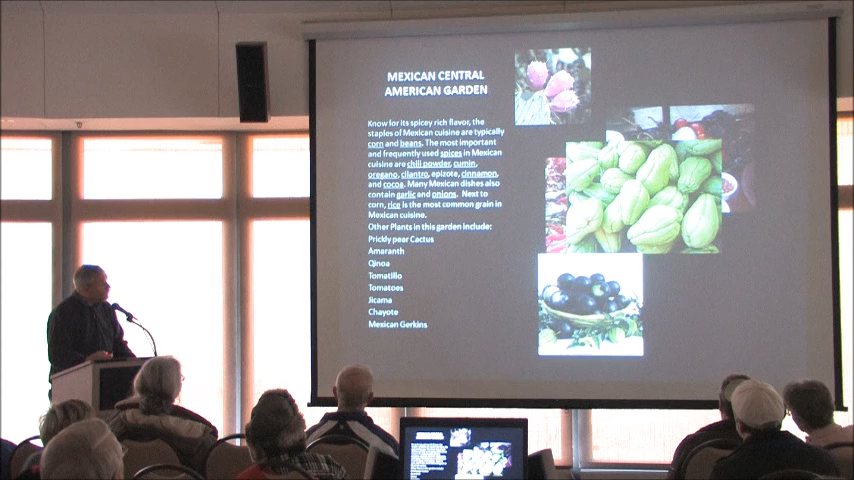 MEXICAN CENTRAL
AMERICAN GARDEN
Know for its spicey rich flavor, the
staples of Mexican cuisine are typically
corn and beans. The most important
and frequently used spices in Mexican
cuisine are chili powder, cumin,
oregano, cilantro, epizote, cinnamon,
and cocoa. Many Mexican dishes also
contain garlic and onions. Next to
corn, rice is the most common grain in
Mexican cuisine.
Other Plants in this garden include:
Prickly pear Cactus
Amaranth
Qinoa
Tomatillo
Tomatoes
Jicama
Chayote
Mexican Gerkins